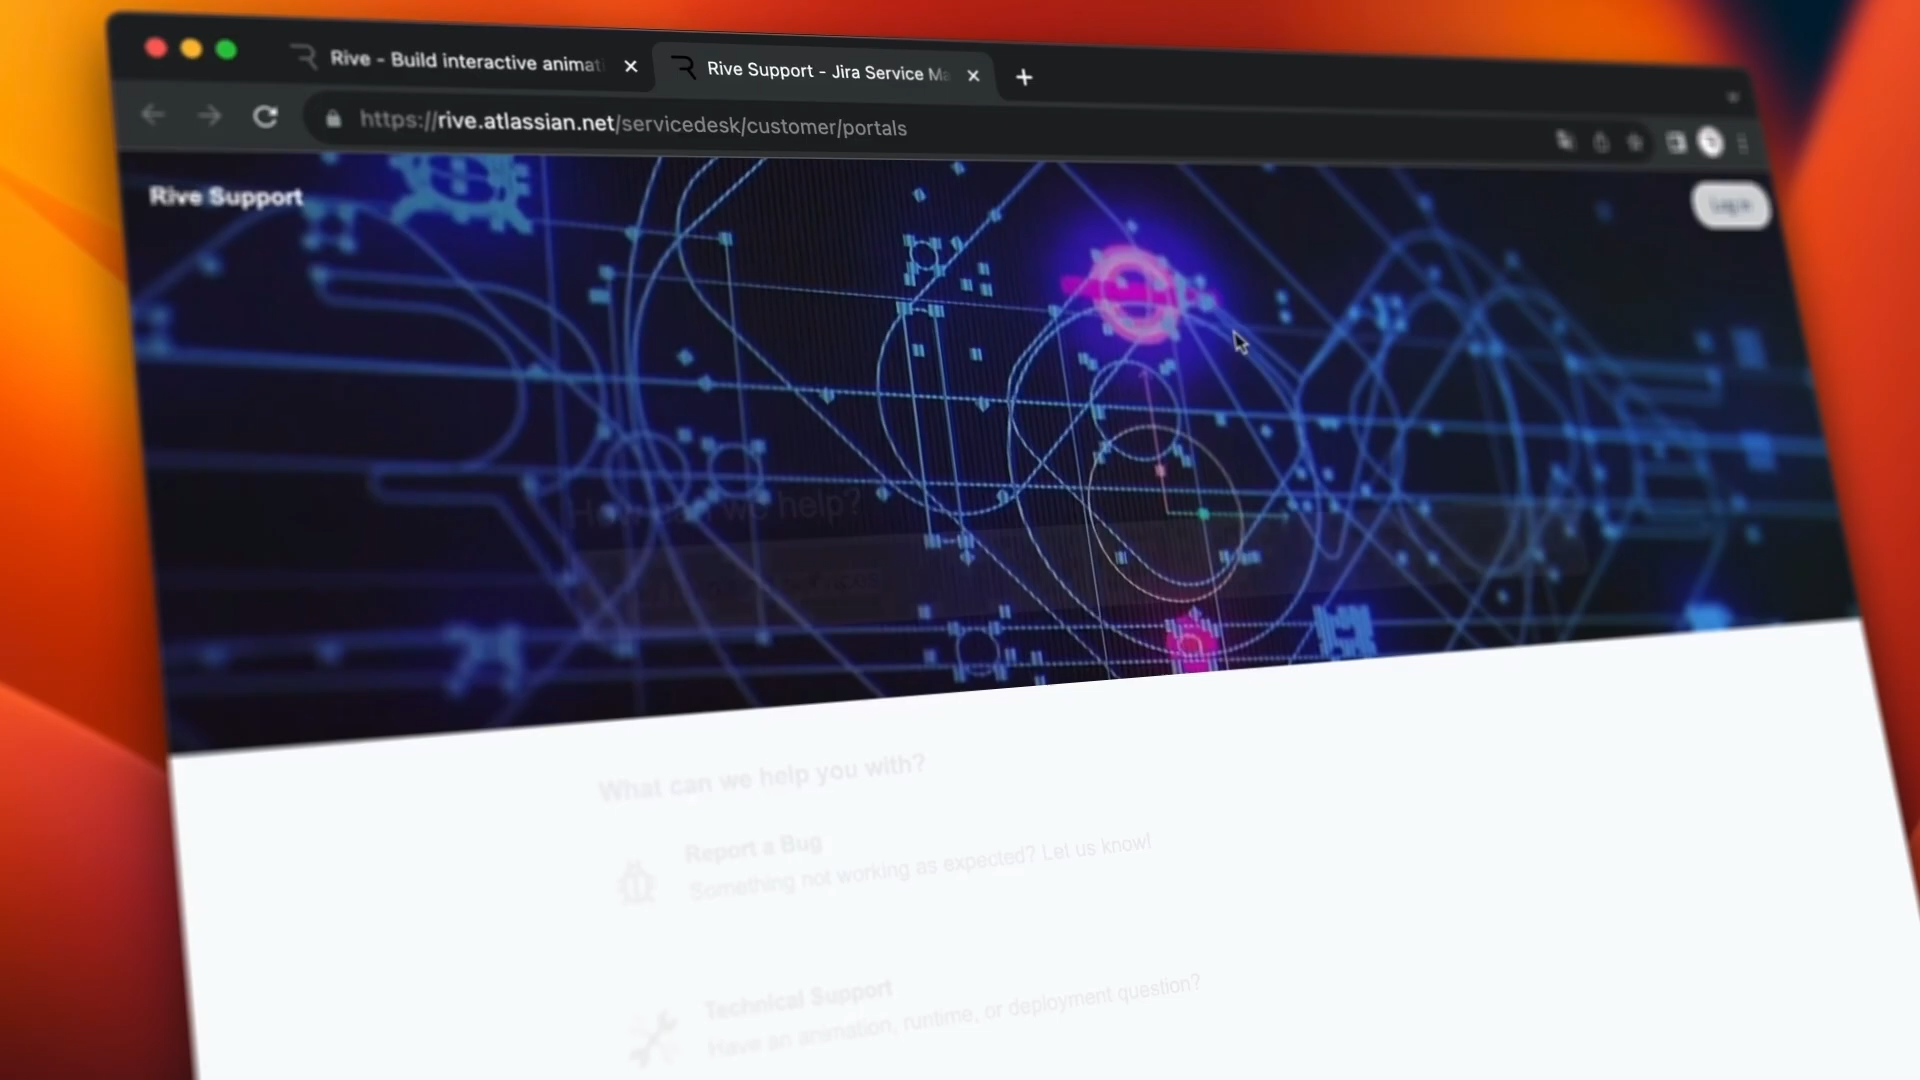 Rive - Build interactive animati
Rive Support - Jira Service Ma
https://rive.atlassian.net/servicedesk/customer/portals
Rive Support
Log in
How can we help?
What can we help you with?
Report a Bug
Something not working as expected? Let us know!
Technical Support
Have an animation, runtime, or deployment question?